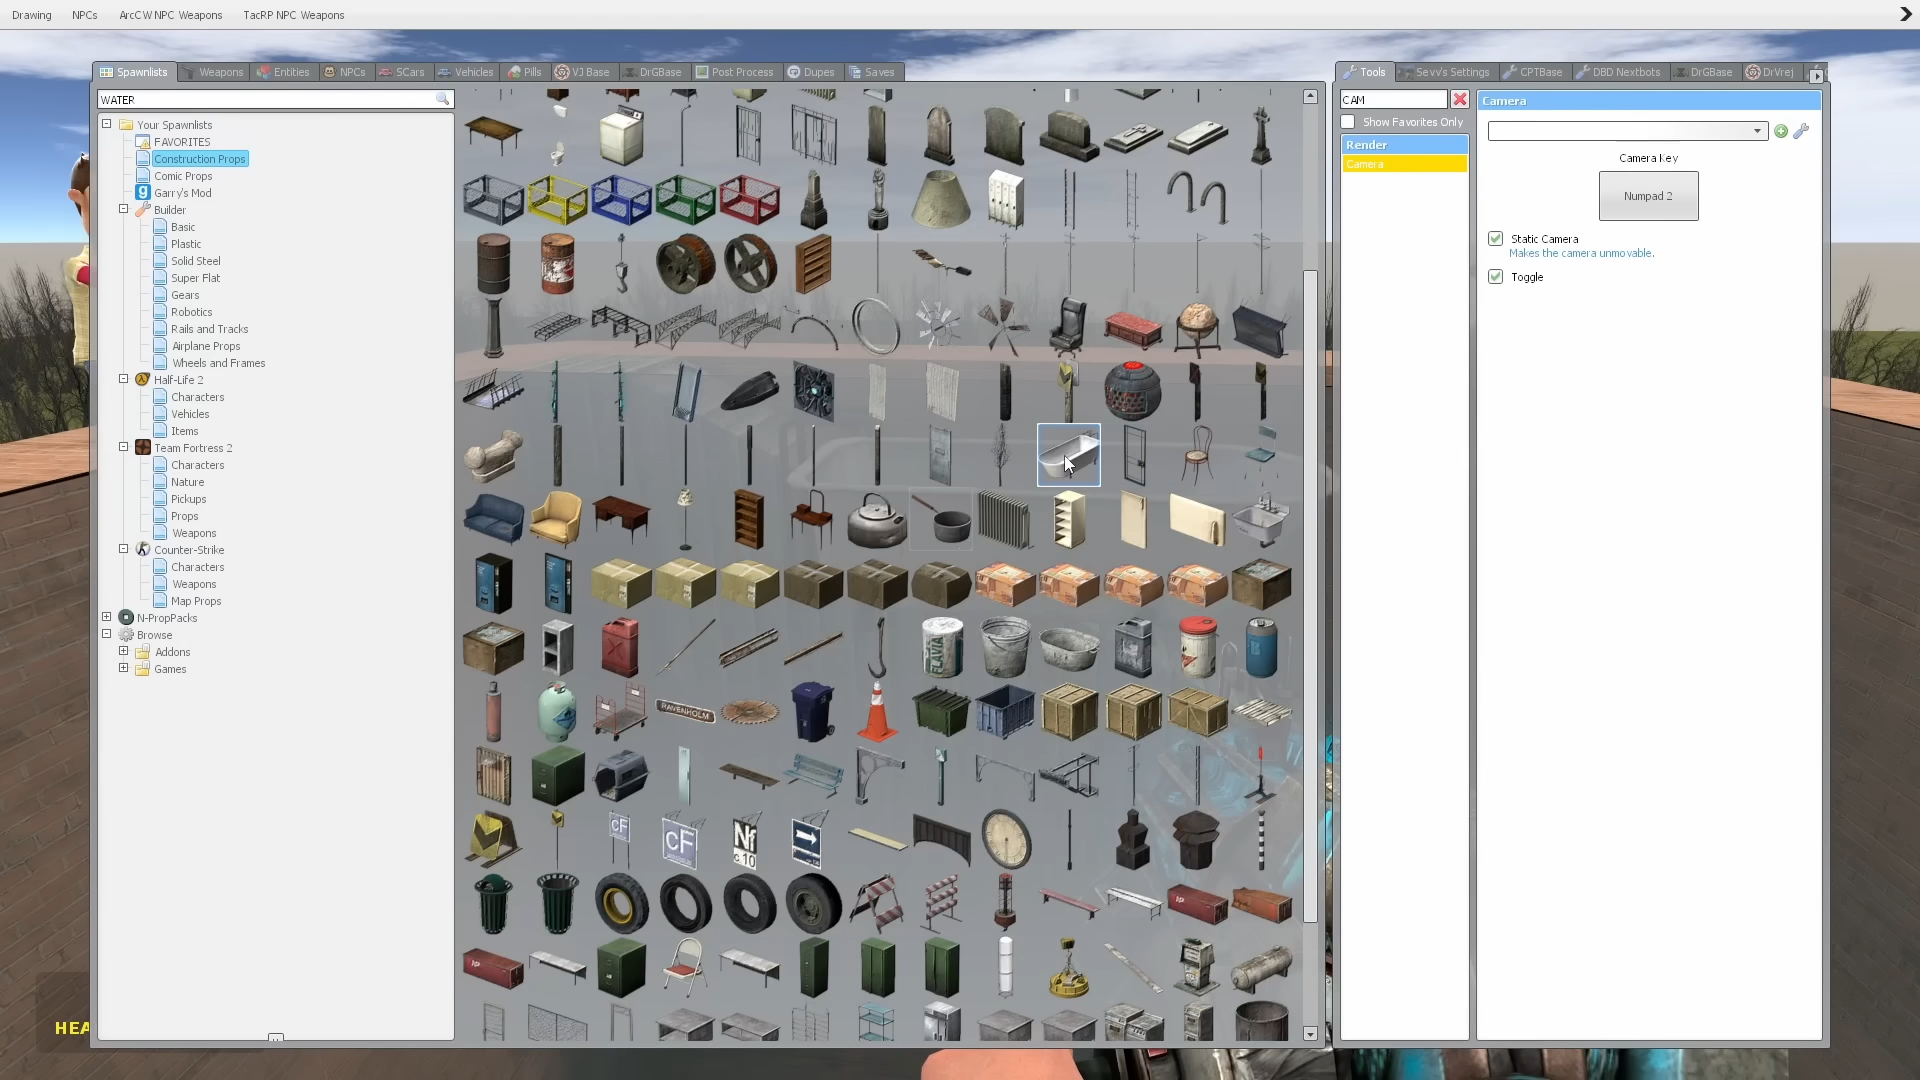 Drawing NPCs ArcCW NPC Weapons TacRP NPC Weapons
Spawnlists Weapons Entities NPCs SCars Vehicles Pills VJ Base DrGBase Post Process Dupes Saves
Tools Sevv's Settings CPTBase DBD Nextbots DrGBase DrVrej
WATER
CAM
Show Favorites Only
Render
Camera
Camera
Camera Key
Numpad 2
Static Camera
Makes the camera unmovable.
Toggle
Your Spawnlists
FAVORITES
Construction Props
Comic Props
Garry's Mod
Builder
Basic
Plastic
Solid Steel
Super Flat
Gears
Robotics
Rails and Tracks
Airplane Props
Wheels and Frames
Half-Life 2
Characters
Vehicles
Items
Team Fortress 2
Characters
Nature
Pickups
Props
Weapons
Counter-Strike
Characters
Weapons
Map Props
N-PropPacks
Browse
Addons
Games
FLAVIA
RAVENHOLM
CF
CF
Nf
c 10
HEA